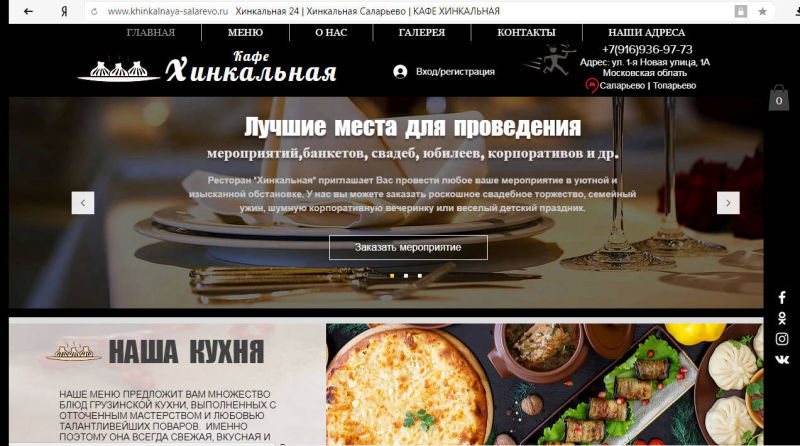 www.khinkalnaya-salarevo.ru Хинкальная 24 | Хинкальная Саларьево | КАФЕ ХИНКАЛЬНАЯ
ГЛАВНАЯ МЕНЮ О НАС ГАЛЕРЕЯ КОНТАКТЫ НАШИ АДРЕСА
Кафе
Хинкальная
Вход/регистрация
+7(916)936-97-73
Адрес: ул. 1-я Новая улица, 1А
Московская облать
Саларьево | Топарьево
0
Лучшие места для проведения
мероприятий,банкетов, свадеб, юбилеев, корпоративов и др.
Ресторан "Хинкальная" приглашает Вас провести любое ваше мероприятие в уютной и
изысканной обстановке. У нас вы можете заказать роскошное свадебное торжество, семейный
ужин, шумную корпоративную вечеринку или веселый детский праздник.
Заказать мероприятие
НАША КУХНЯ
НАШЕ МЕНЮ ПРЕДЛОЖИТ ВАМ МНОЖЕСТВО
БЛЮД ГРУЗИНСКОЙ КУХНИ, ВЫПОЛНЕННЫХ С
ОТТОЧЕННЫМ МАСТЕРСТВОМ И ЛЮБОВЬЮ
ТАЛАНТЛИВЕЙШИХ ПОВАРОВ. ИМЕННО
ПОЭТОМУ ОНА ВСЕГДА СВЕЖАЯ, ВКУСНАЯ И